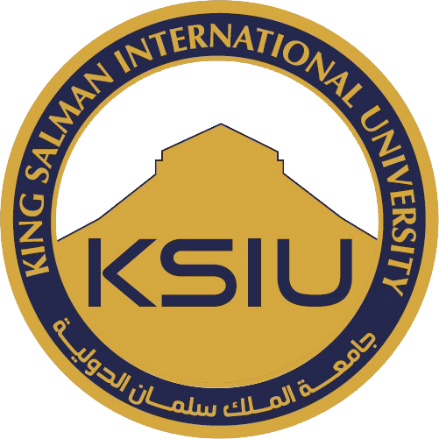 KING SALMAN INTERNATIONAL UNIVERSITY
KSIU
جامعة الملك سلمان الدولية